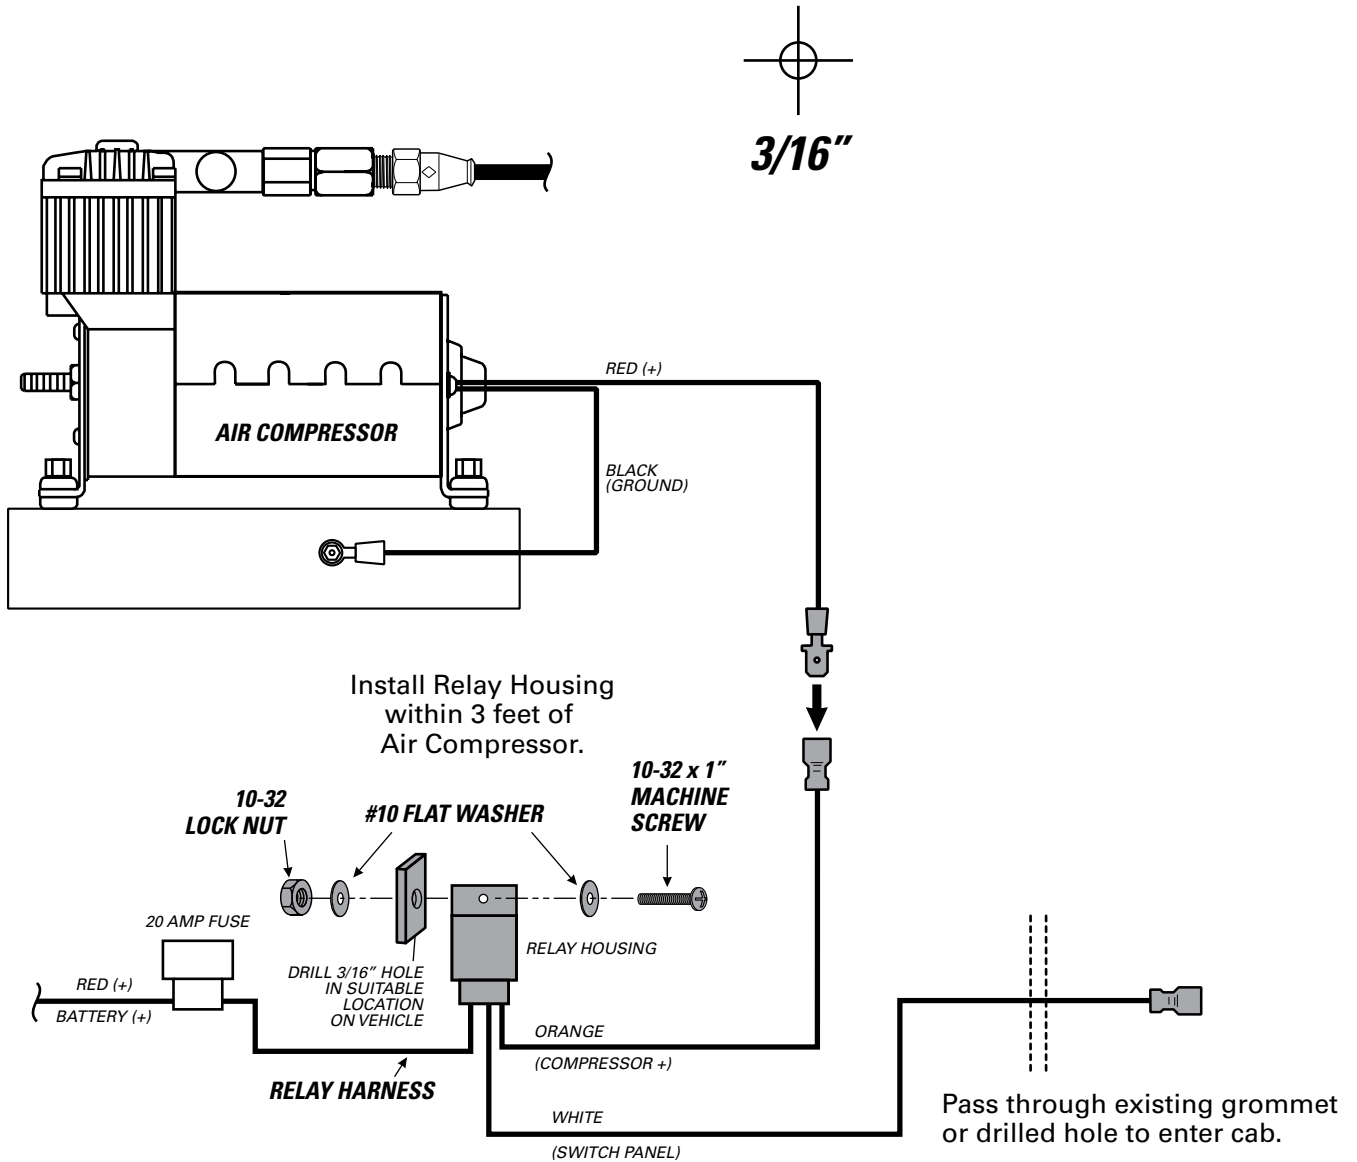 3/16”
RED (+)
AIR COMPRESSOR
BLACK
(GROUND)
Install Relay Housing
within 3 feet of
Air Compressor.
10-32 x 1”
MACHINE
SCREW
10-32
LOCK NUT
#10 FLAT WASHER
20 AMP FUSE
RELAY HOUSING
DRILL 3/16” HOLE
IN SUITABLE
LOCATION
ON VEHICLE
RED (+)
BATTERY (+)
ORANGE
(COMPRESSOR +)
RELAY HARNESS
WHITE
(SWITCH PANEL)
Pass through existing grommet
or drilled hole to enter cab.